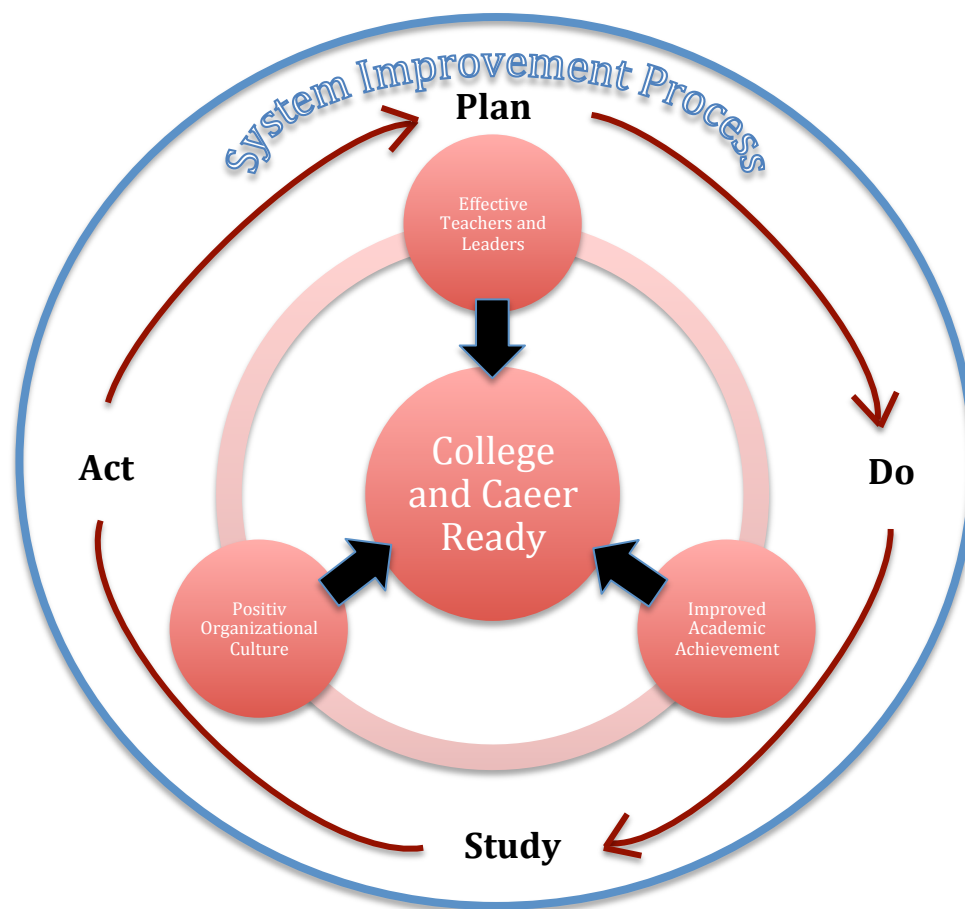 System Improvement Process
Plan
Effective
Teachers and
Leaders
College
and Caeer
Ready
Act
Do
Positiv
Organizational
Culture
Improved
Academic
Achievement
Study